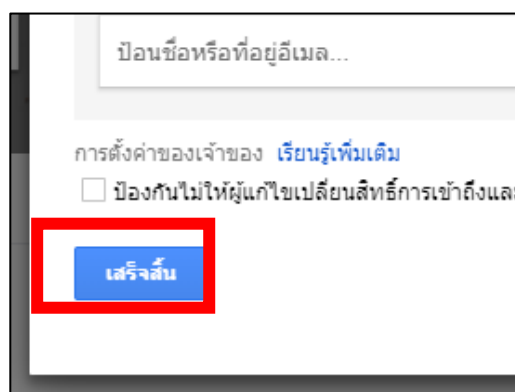 ป้อนชื่อหรือที่อยู่อีเมล...
การตั้งค่าของเจ้าของ เรียนรู้เพิ่มเติม
ป้องกันไม่ให้ผู้แก้ไขเปลี่ยนสิทธิ์การเข้าถึงและ
เสร็จสิ้น